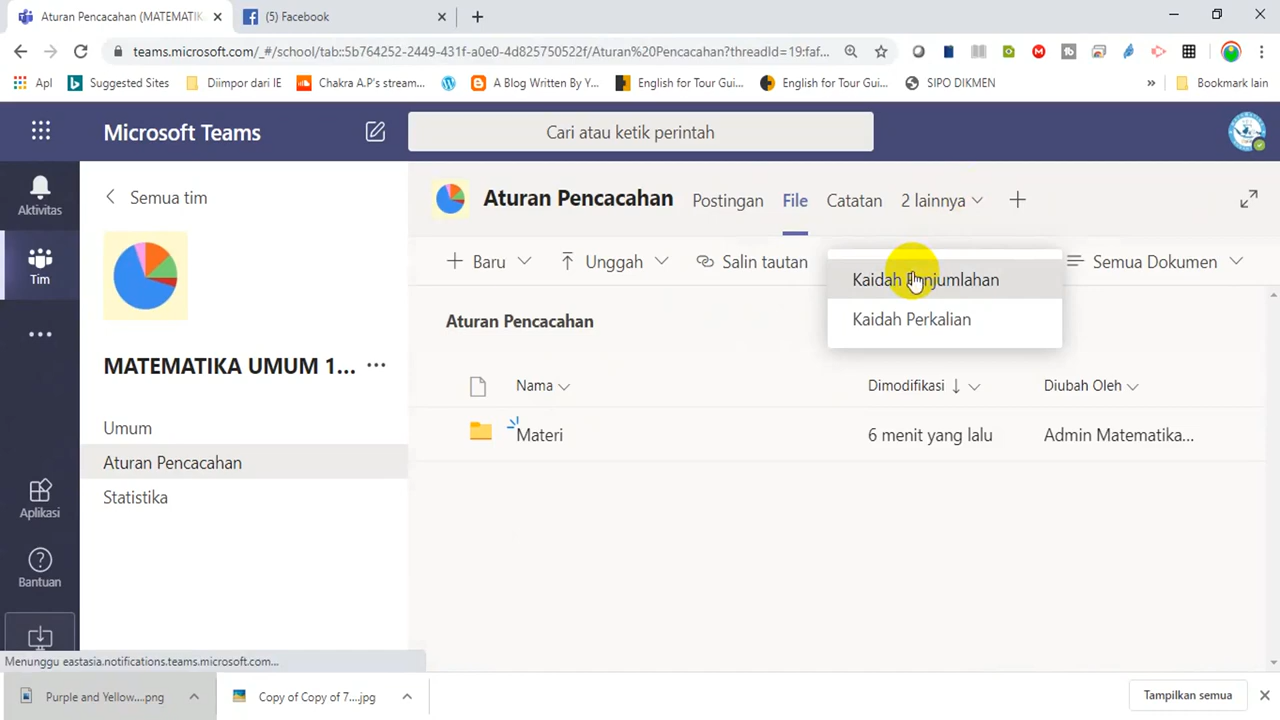 Aturan Pencacahan (MATEMATIK
(5) Facebook
teams.microsoft.com/_#/school/tab::5b764252-2449-431f-a0e0-4d825750522f/Aturan%20Pencacahan?threadId=19:faf...
Apl
Suggested Sites
Diimpor dari IE
Chakra A.P's stream...
A Blog Written By Y...
English for Tour Gui...
English for Tour Gui...
SIPO DIKMEN
»
Bookmark lain
Microsoft Teams
Cari atau ketik perintah
Aktivitas
Tim
Aplikasi
Bantuan
Semua tim
MATEMATIKA UMUM 1...
Umum
Aturan Pencacahan
Statistika
Aturan Pencacahan
Postingan
File
Catatan
2 lainnya
Baru
Unggah
Salin tautan
Semua Dokumen
Kaidah Penjumlahan
Kaidah Perkalian
Aturan Pencacahan
Nama
Dimodifikasi
Diubah Oleh
Materi
6 menit yang lalu
Admin Matematika...
Menunggu eastasia.notifications.teams.microsoft.com...
Purple and Yellow....png
Copy of Copy of 7....jpg
Tampilkan semua